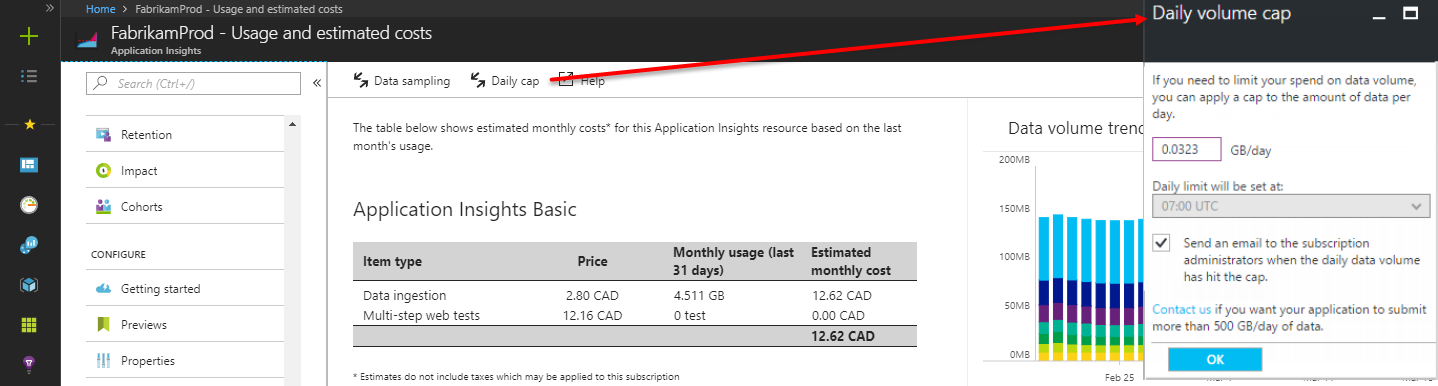 Home > FabrikamProd - Usage and estimated costs
FabrikamProd - Usage and estimated costs
Application Insights
Search (Ctrl+/)
Retention
Impact
Cohorts
CONFIGURE
Getting started
Previews
Properties
Data sampling
Daily cap
Help
The table below shows estimated monthly costs* for this Application Insights resource based on the last
month's usage.
Application Insights Basic
Item type Price Monthly usage (last 31 days) Estimated monthly cost
Data ingestion 2.80 CAD 4.511 GB 12.62 CAD
Multi-step web tests 12.16 CAD 0 test 0.00 CAD
12.62 CAD
* Estimates do not include taxes which may be applied to this subscription
Data volume trend
200MB
150MB
100MB
50MB
0MB
Feb 25
Daily volume cap
If you need to limit your spend on data volume,
you can apply a cap to the amount of data per
day.
0.0323 GB/day
Daily limit will be set at:
07:00 UTC
Send an email to the subscription
administrators when the daily data volume
has hit the cap.
Contact us if you want your application to submit
more than 500 GB/day of data.
OK